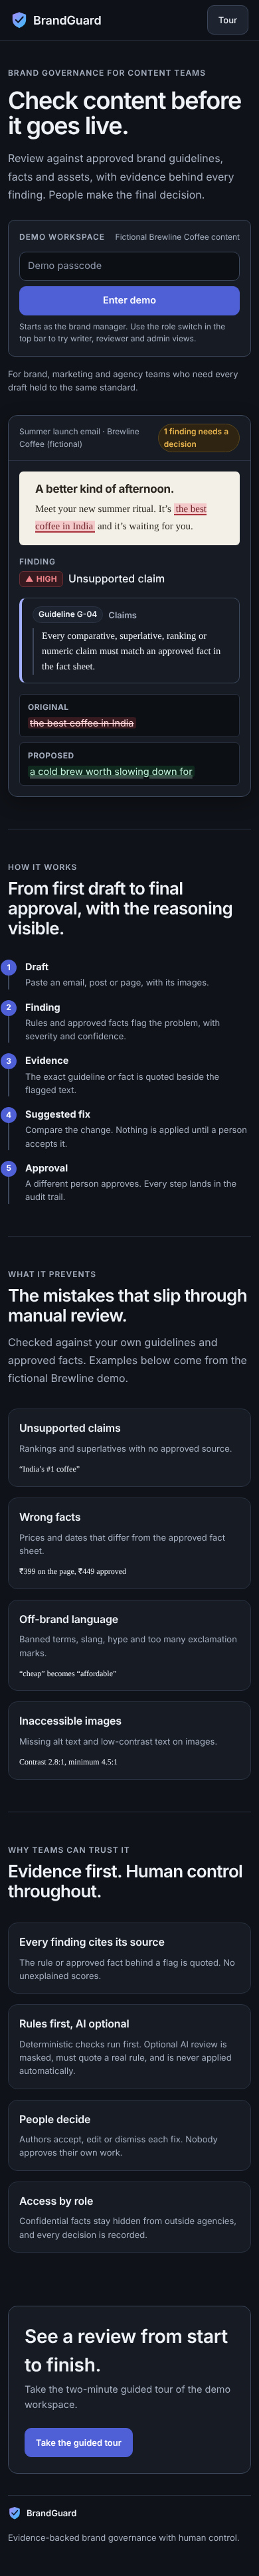 BrandGuard
Tour
BRAND GOVERNANCE FOR CONTENT TEAMS
Check content before
it goes live.
Review against approved brand guidelines,
facts and assets, with evidence behind every
finding. People make the final decision.
DEMO WORKSPACE
Fictional Brewline Coffee content
Demo passcode
Enter demo
Starts as the brand manager. Use the role switch in the
top bar to try writer, reviewer and admin views.
For brand, marketing and agency teams who need every
draft held to the same standard.
Summer launch email · Brewline
Coffee (fictional)
1 finding needs a
decision
A better kind of afternoon.
Meet your new summer ritual. It’s the best
coffee in India and it’s waiting for you.
FINDING
▲ HIGH
Unsupported claim
Guideline G-04
Claims
Every comparative, superlative, ranking or
numeric claim must match an approved fact in
the fact sheet.
ORIGINAL
the best coffee in India
PROPOSED
a cold brew worth slowing down for
HOW IT WORKS
From first draft to final
approval, with the reasoning
visible.
1
Draft
Paste an email, post or page, with its images.
2
Finding
Rules and approved facts flag the problem, with
severity and confidence.
3
Evidence
The exact guideline or fact is quoted beside the
flagged text.
4
Suggested fix
Compare the change. Nothing is applied until a person
accepts it.
5
Approval
A different person approves. Every step lands in the
audit trail.
WHAT IT PREVENTS
The mistakes that slip through
manual review.
Checked against your own guidelines and
approved facts. Examples below come from the
fictional Brewline demo.
Unsupported claims
Rankings and superlatives with no approved source.
“India’s #1 coffee”
Wrong facts
Prices and dates that differ from the approved fact
sheet.
₹399 on the page, ₹449 approved
Off-brand language
Banned terms, slang, hype and too many exclamation
marks.
“cheap” becomes “affordable”
Inaccessible images
Missing alt text and low-contrast text on images.
Contrast 2.8:1, minimum 4.5:1
WHY TEAMS CAN TRUST IT
Evidence first. Human control
throughout.
Every finding cites its source
The rule or approved fact behind a flag is quoted. No
unexplained scores.
Rules first, AI optional
Deterministic checks run first. Optional AI review is
masked, must quote a real rule, and is never applied
automatically.
People decide
Authors accept, edit or dismiss each fix. Nobody
approves their own work.
Access by role
Confidential facts stay hidden from outside agencies,
and every decision is recorded.
See a review from start
to finish.
Take the two-minute guided tour of the demo
workspace.
Take the guided tour
BrandGuard
Evidence-backed brand governance with human control.